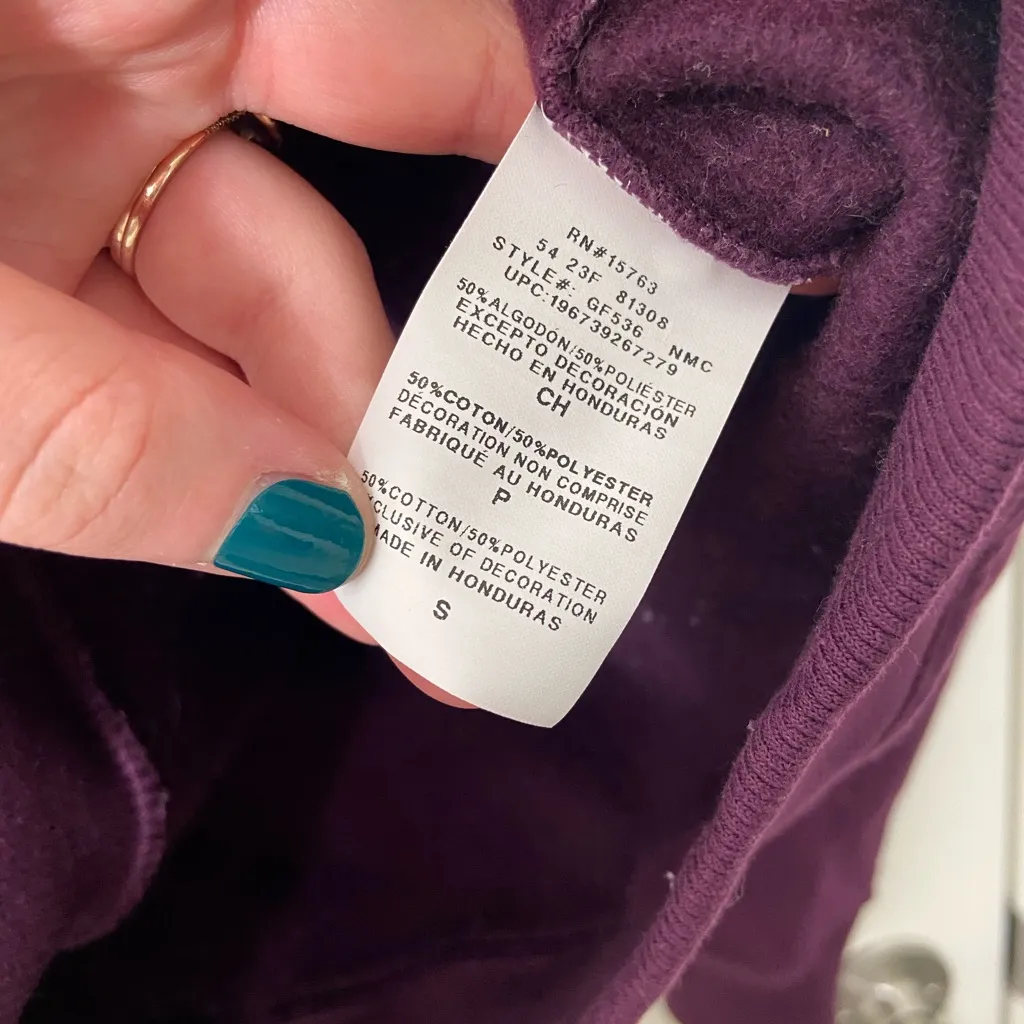 RN#15763
54 23F 81308
STYLE#: GF536 NMC
UPC:196739267279
50%ALGODÓN/50%POLIÉSTER
EXCEPTO DECORACIÓN
HECHO EN HONDURAS
CH
50%COTON/50%POLYESTER
DÉCORATION NON COMPRISE
FABRIQUÉ AU HONDURAS
P
50%COTTON/50%POLYESTER
EXCLUSIVE OF DECORATION
MADE IN HONDURAS
S